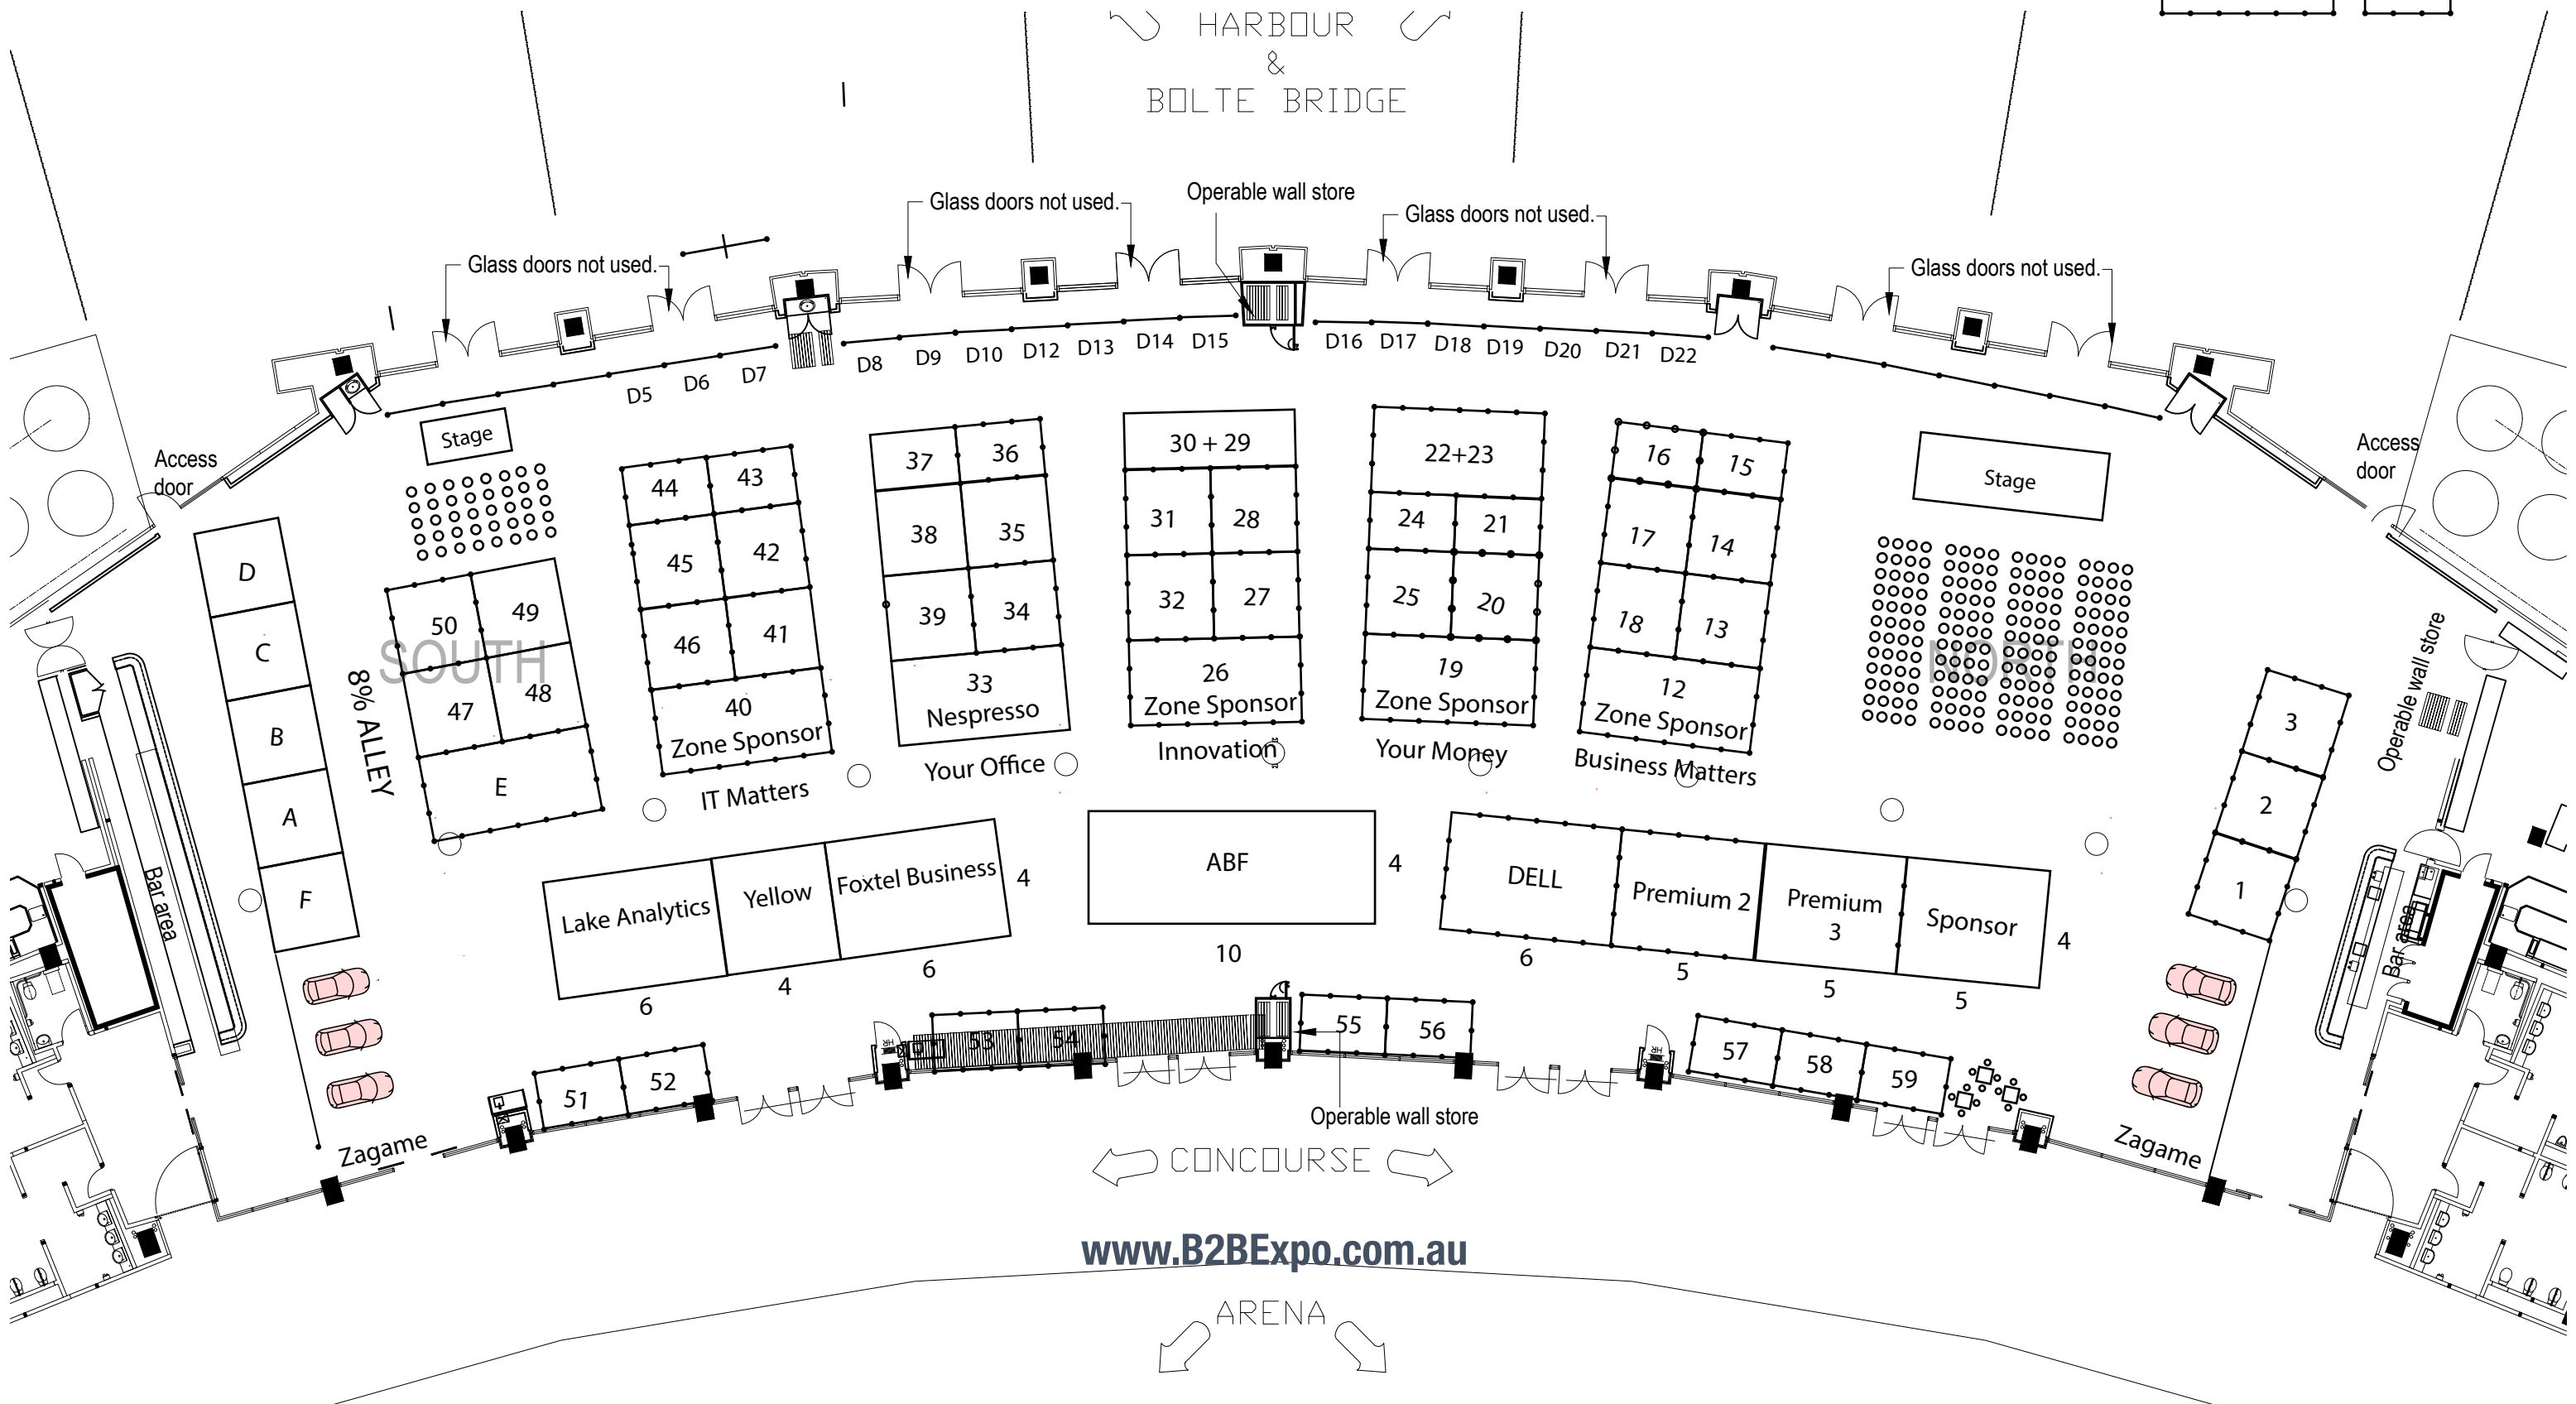 HARBOUR
&
BOLTE BRIDGE
Operable wall store
Glass doors not used.
Glass doors not used.
Glass doors not used.
Glass doors not used.
D5 D6 D7 D8 D9 D10 D12 D13 D14 D15 D16 D17 D18 D19 D20 D21 D22
Access
door
Stage
Stage
Access
door
44 43
37 36
30 + 29
22+23
16 15
45 42
38 35
31 28
24 21
17 14
46 41
39 34
32 27
25 20
18 13
40
Zone Sponsor
33
Nespresso
26
Zone Sponsor
19
Zone Sponsor
12
Zone Sponsor
IT Matters
Your Office
Innovation
Your Money
Business Matters
D
C
B
A
F
8% ALLEY
SOUTH
50 49
47 48
E
NORTH
Operable wall store
3
2
1
Bar area
Bar area
Lake Analytics
Yellow
Foxtel Business
4
6
4
6
ABF
4
10
DELL
Premium 2
Premium
3
Sponsor
4
6
5
5
5
51 52
53 54
55 56
57 58 59
HR
HR
Operable wall store
Zagame
Zagame
CONCOURSE
www.B2BExpo.com.au
ARENA